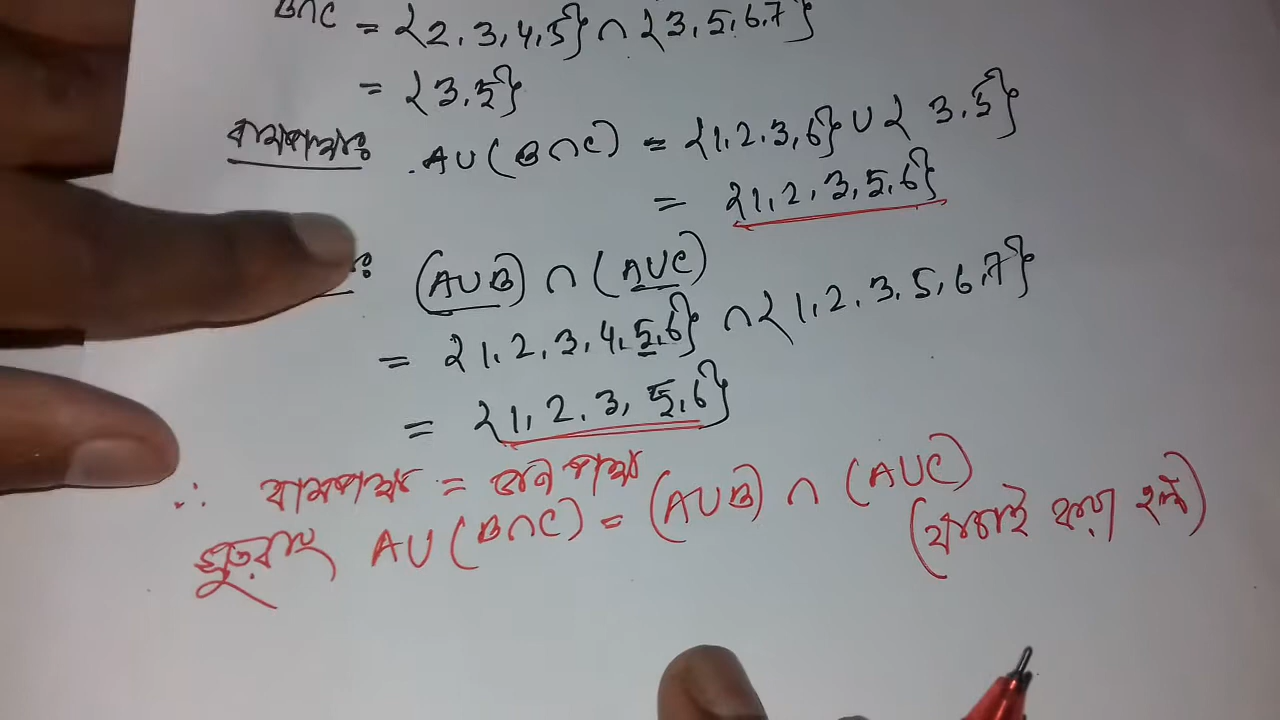 B∩C = {2, 3, 4, 5} ∩ {3, 5, 6, 7}
= {3, 5}
বামপক্ষঃ A∪(B∩C) = {1, 2, 3, 6} ∪ {3, 5}
= {1, 2, 3, 5, 6}
(A∪B) ∩ (A∪C)
= {1, 2, 3, 4, 5, 6} ∩ {1, 2, 3, 5, 6, 7}
= {1, 2, 3, 5, 6}
∴ বামপক্ষ = ডানপক্ষ
সুতরাং A∪(B∩C) = (A∪B) ∩ (A∪C)
(যাচাই করা হল)